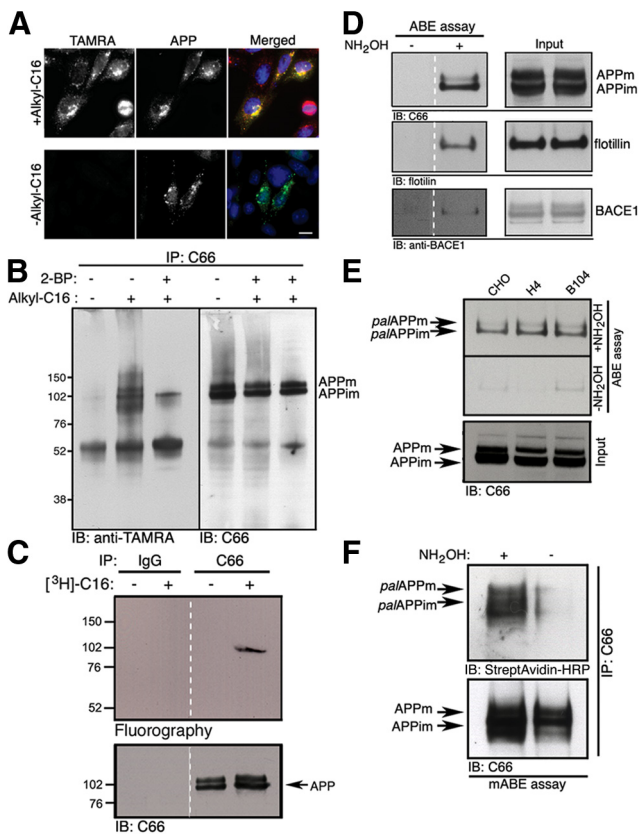 A
TAMRA APP Merged
+Alkyl-C16
-Alkyl-C16
B
IP: C66
2-BP: - - + - + +
Alkyl-C16 : - + + - + +
150
102
76
52
38
APPm
APPim
IB: anti-TAMRA IB: C66
C
IP: IgG C66
[3H]-C16: - + - +
150
102
76
52
Fluorography
102
76
APP
IB: C66
D
ABE assay Input
NH2OH - +
APPm
APPim
IB: C66
flotillin
IB: flotilin
BACE1
IB: anti-BACE1
E
CHO H4 B104
palAPPm
palAPPim
+NH2OH
-NH2OH
ABE assay
APPm
APPim
Input
IB: C66
F
NH2OH: + -
palAPPm
palAPPim
IB: StreptAvidin-HRP
APPm
APPim
IB: C66
IP: C66
mABE assay